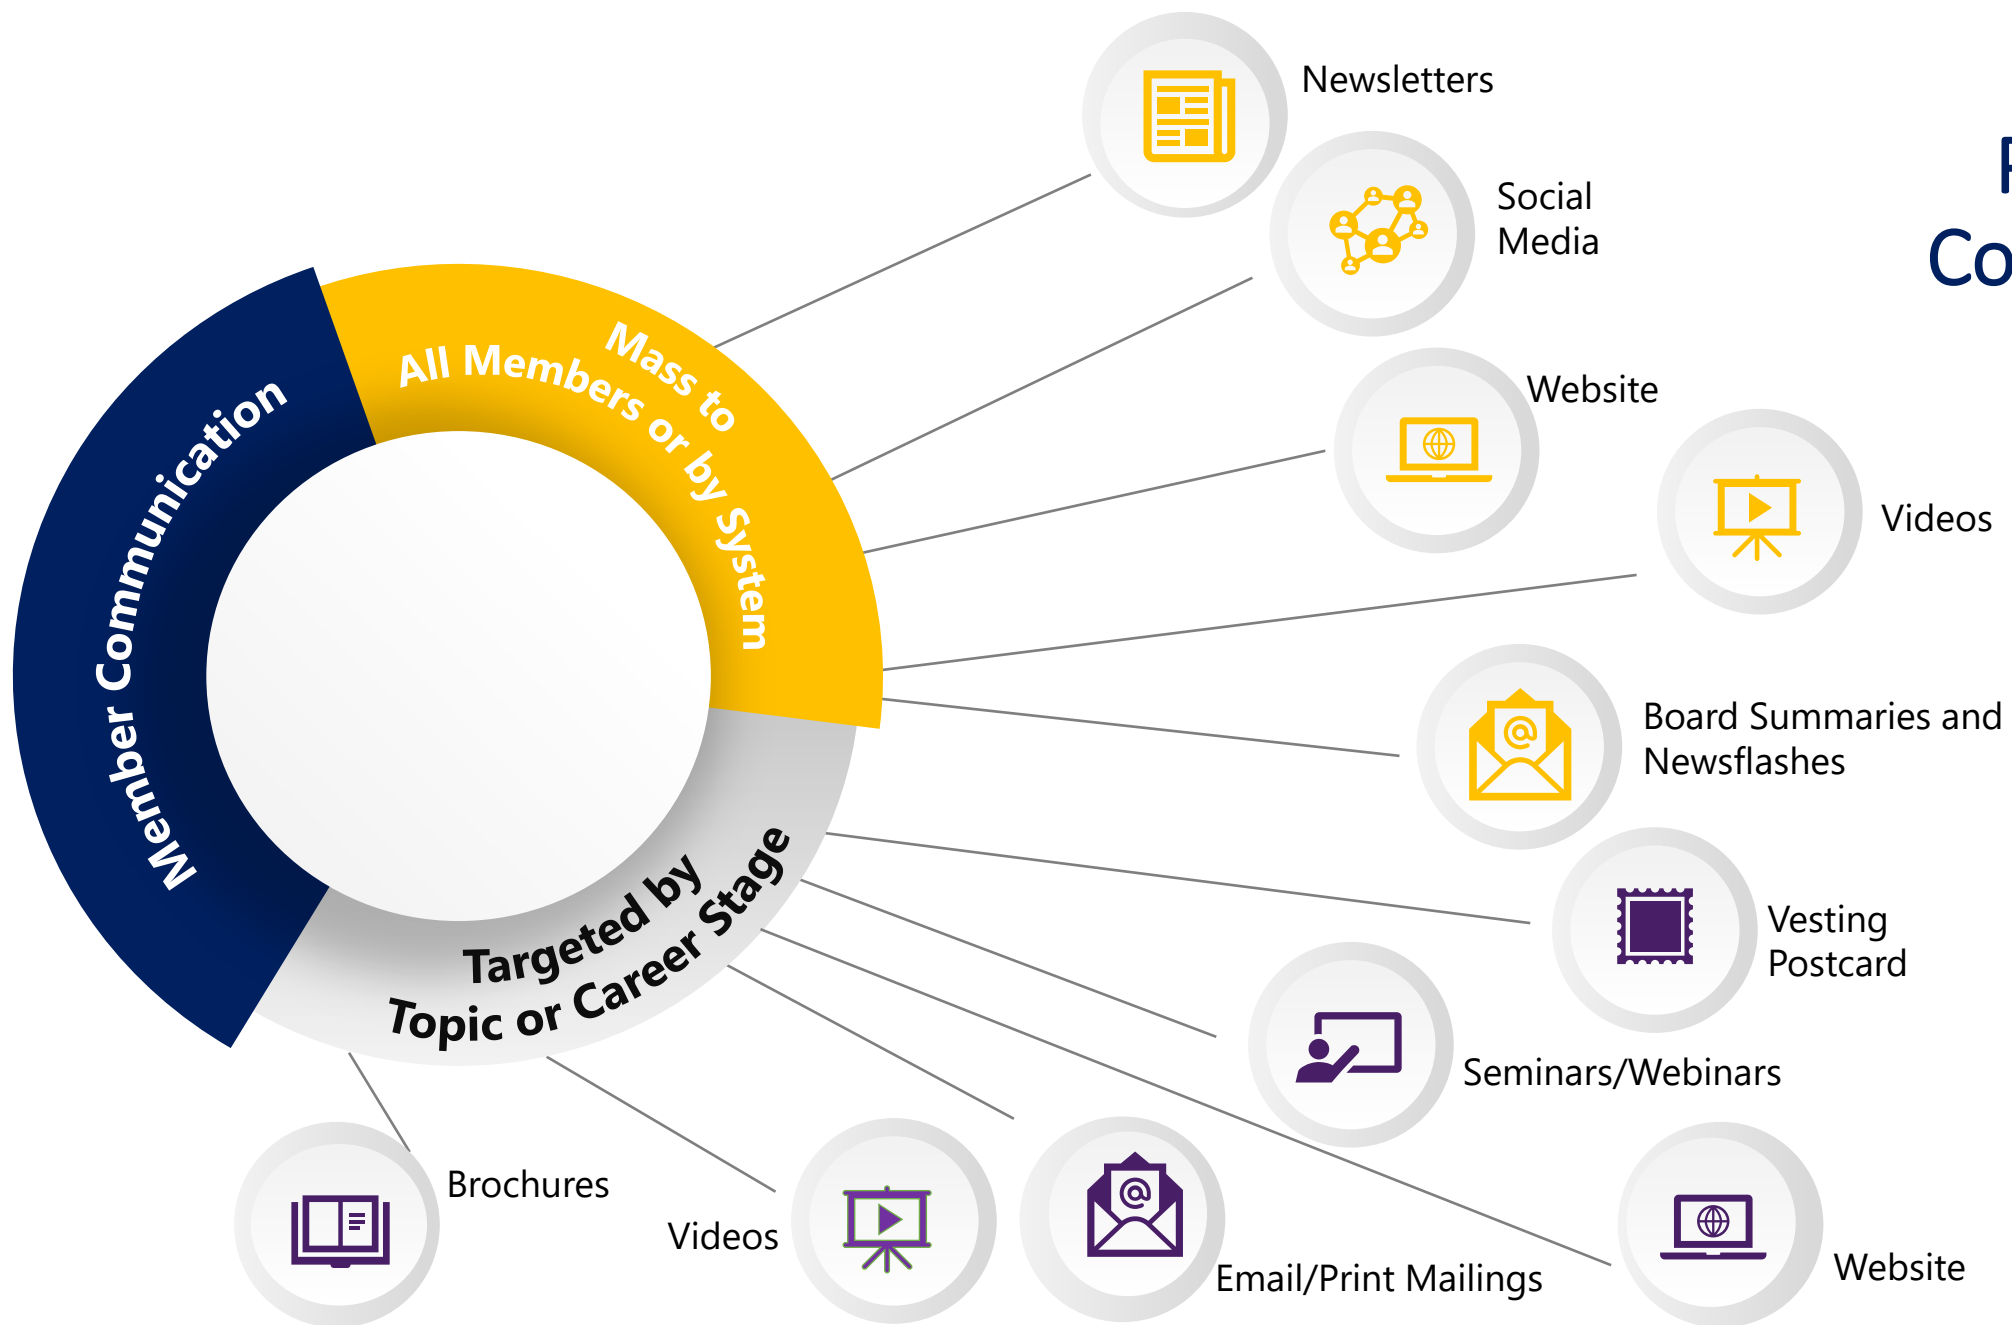 Newsletters
Social
Media
Website
Videos
Board Summaries and
Newsflashes
Vesting
Postcard
Seminars/Webinars
Website
Email/Print Mailings
Videos
Brochures
Member Communication
Mass to
All Members or by System
Targeted by
Topic or Career Stage